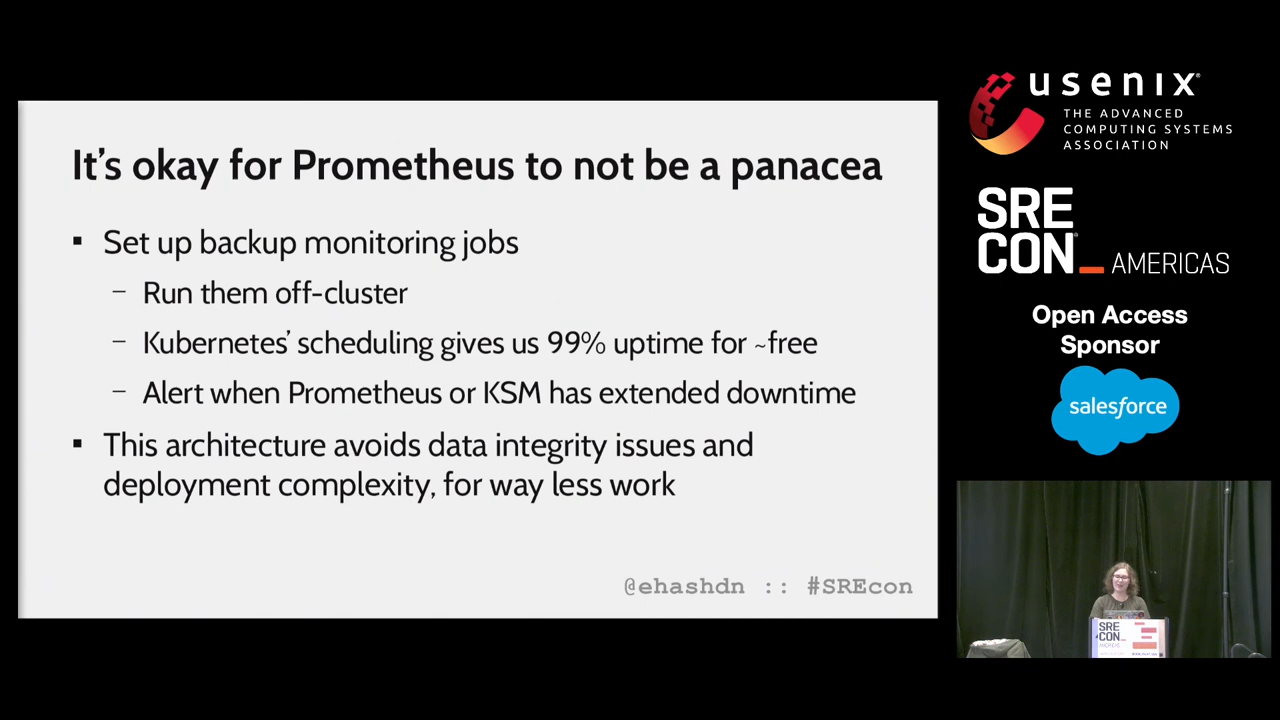 It's okay for Prometheus to not be a panacea
▪ Set up backup monitoring jobs
– Run them off-cluster
– Kubernetes' scheduling gives us 99% uptime for ~free
– Alert when Prometheus or KSM has extended downtime
▪ This architecture avoids data integrity issues and
deployment complexity, for way less work
@ehashdn :: #SREcon
usenix®
THE ADVANCED
COMPUTING SYSTEMS
ASSOCIATION
SRE
CON_AMERICAS
Open Access
Sponsor
salesforce
SRE
CON_